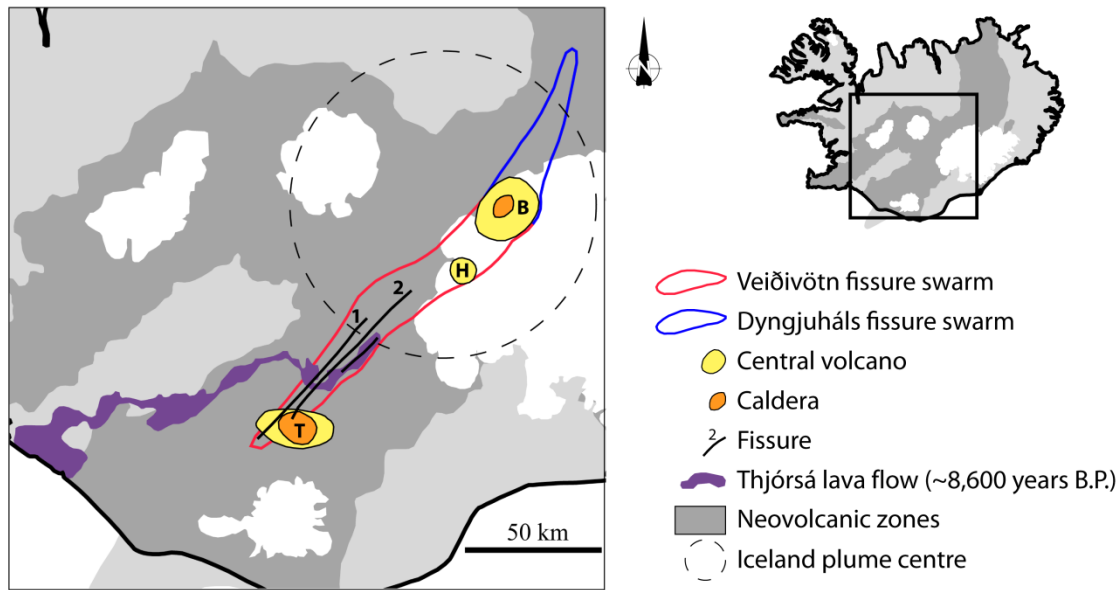 N
B
H
2
1
T
50 km
Veiðivötn fissure swarm
Dyngjuháls fissure swarm
Central volcano
Caldera
2
Fissure
Thjórsá lava flow (~8,600 years B.P.)
Neovolcanic zones
Iceland plume centre